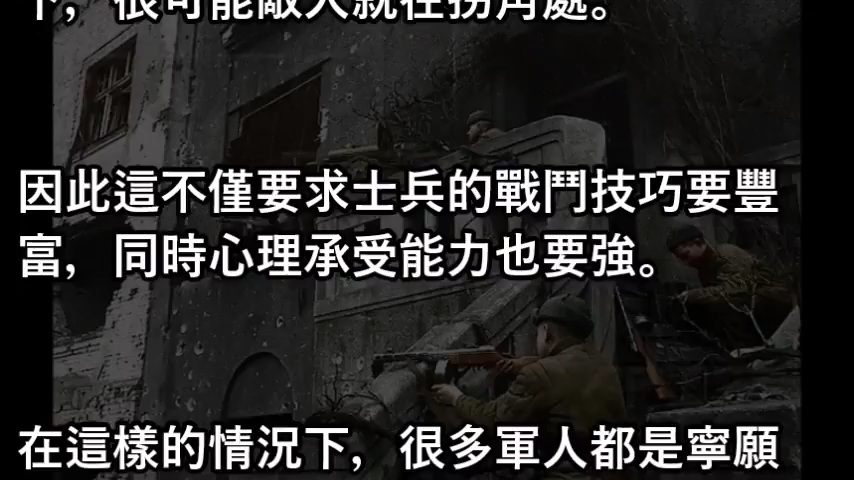 下，很可能敵人就在拐角處。
因此這不僅要求士兵的戰鬥技巧要豐
富，同時心理承受能力也要強。
在這樣的情況下，很多軍人都是寧願